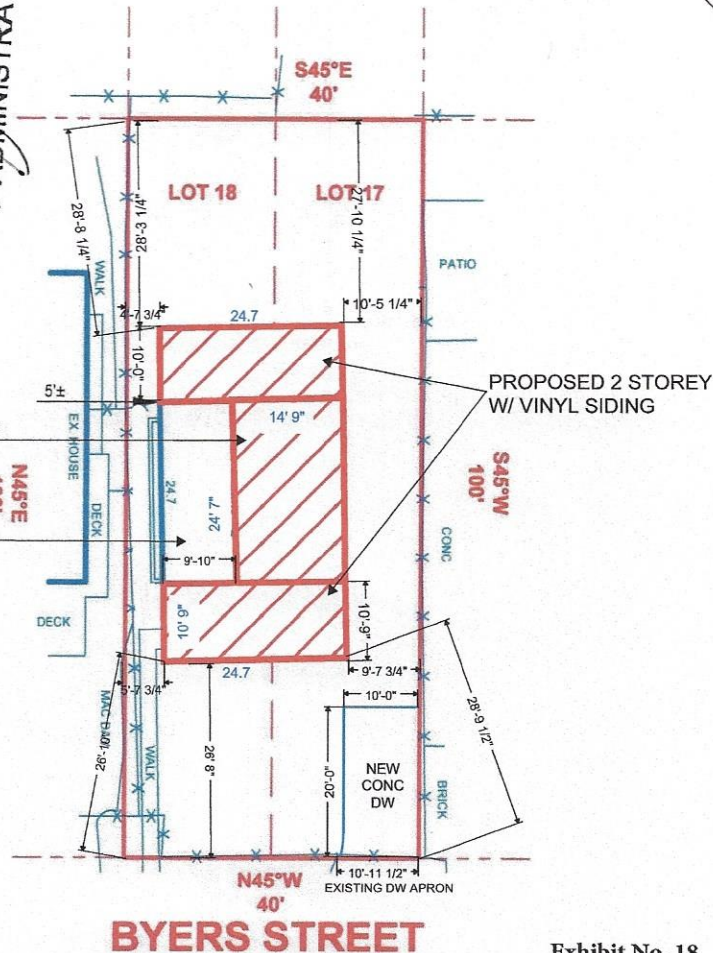 S45°E
40'
LOT 18
LOT 17
28'-8 1/4"
28'-3 1/4"
27'-10 1/4"
WALK
PATIO
4'-7 3/4"
24.7
10'-5 1/4"
10'-0"
5'±
PROPOSED 2 STOREY
W/ VINYL SIDING
14' 9"
EX. HOUSE
N45°E
S45°W
100'
24.7
24' 7"
DECK
9'-10"
CONC
DECK
10' 9"
10'-9"
24.7
9'-7 3/4"
5'-7 3/4"
10'-0"
28'-9 1/2"
WALK
26' 8"
20'-0"
NEW
CONC
DW
BRICK
10'-11 1/2"
EXISTING DW APRON
N45°W
40'
BYERS STREET
Exhibit No. 18